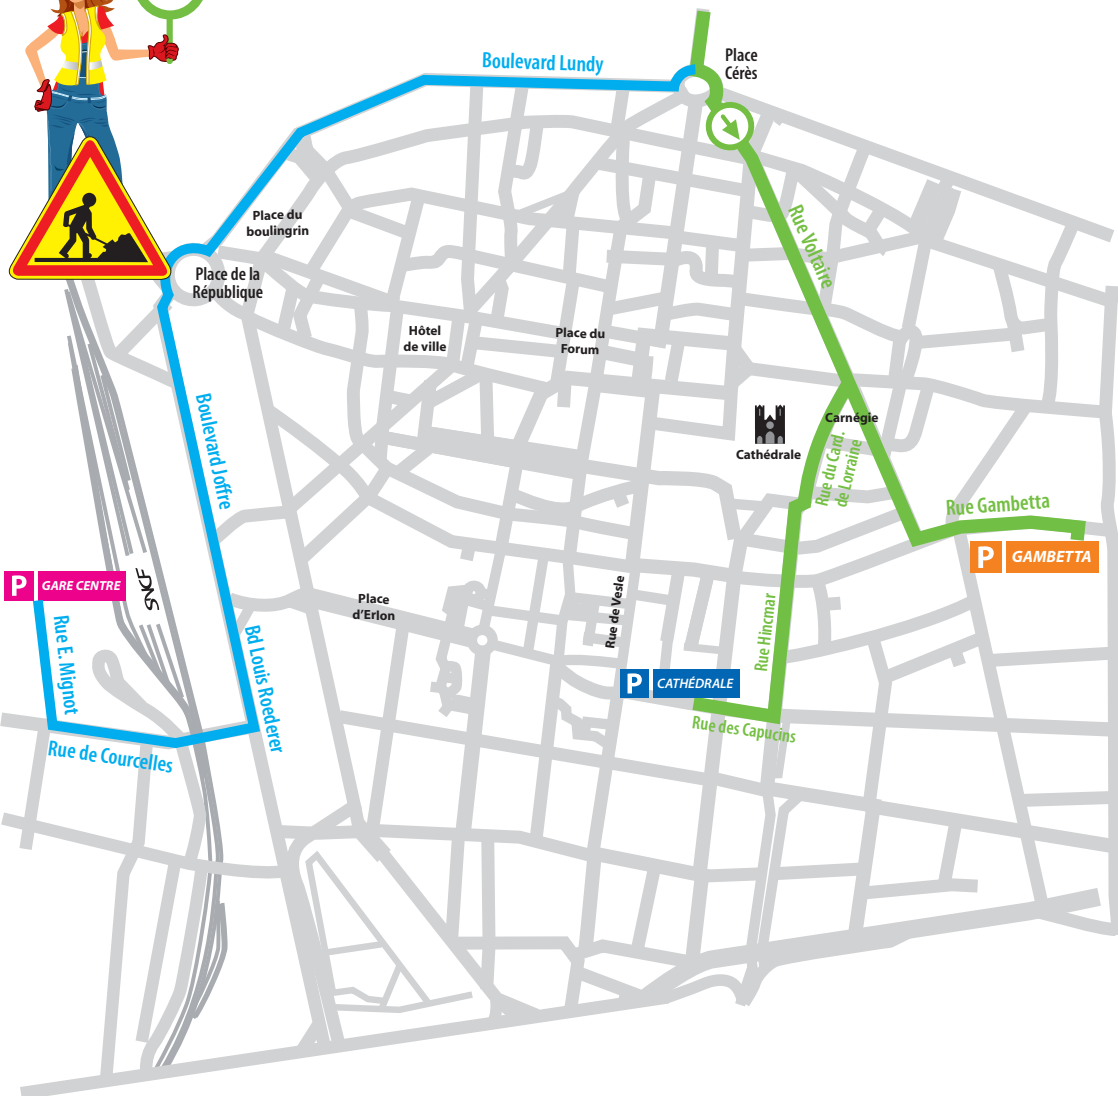 Boulevard Lundy
Place
Cérès
Rue Voltaire
Place du
boulingrin
Place de la
République
Hôtel
de ville
Place du
Forum
Boulevard Joffre
Carnégie
Cathédrale
Rue du Card.
de Lorraine
Rue Gambetta
P GAMBETTA
SNCF
P GARE CENTRE
Place
d'Erlon
Rue de Vesle
Rue Hincmar
Rue E. Mignot
Bd Louis Roederer
P CATHÉDRALE
Rue des Capucins
Rue de Courcelles